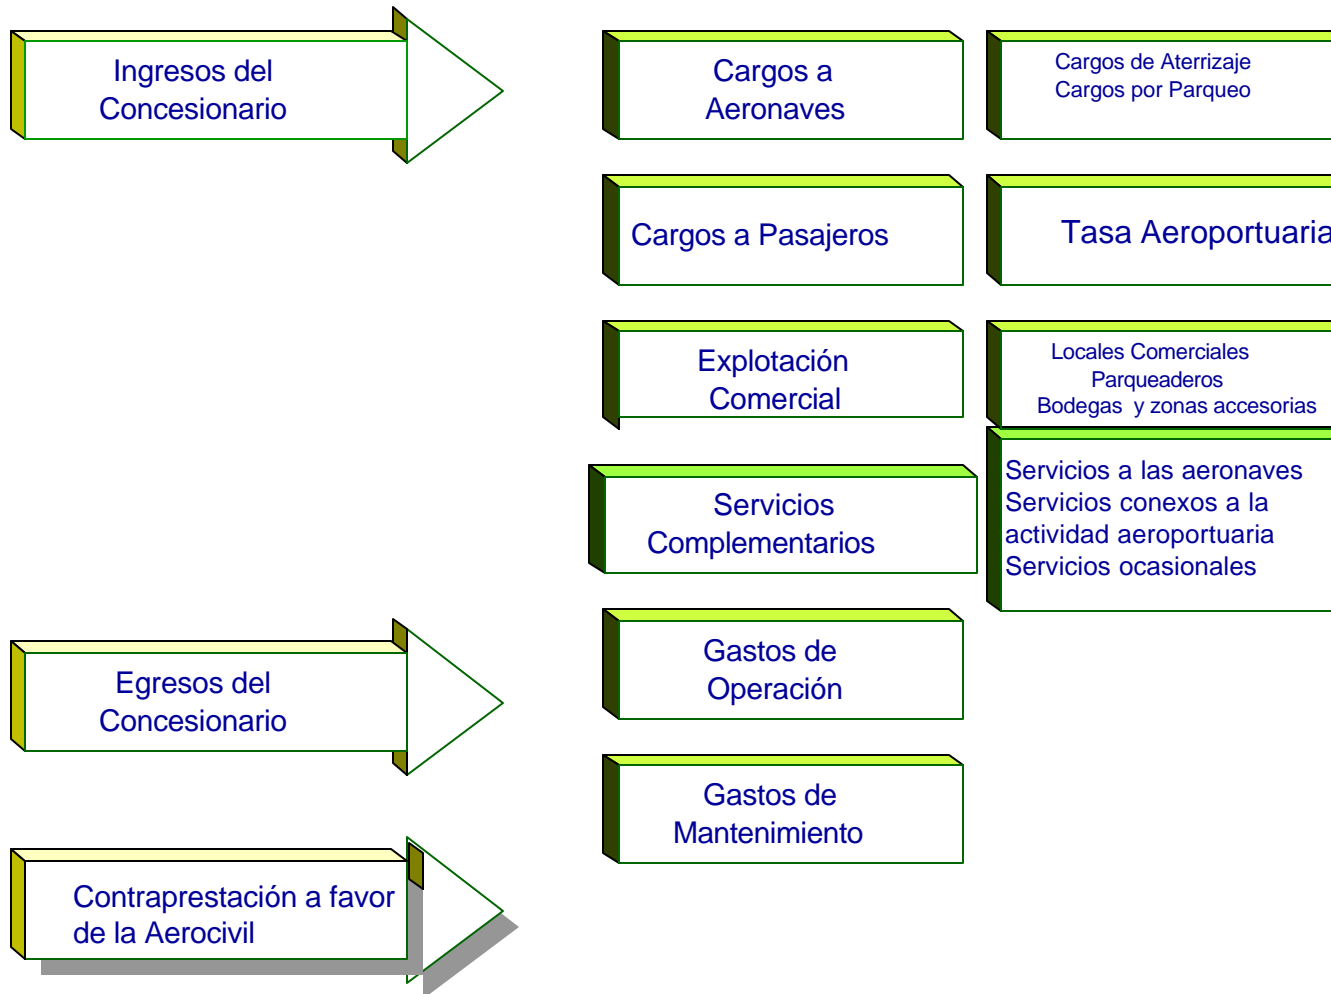 Ingresos del
Concesionario
Cargos a
Aeronaves
Cargos de Aterrizaje
Cargos por Parqueo
Cargos a Pasajeros
Tasa Aeroportuaria
Explotación
Comercial
Locales Comerciales
Parqueaderos
Bodegas y zonas accesorias
Servicios
Complementarios
Servicios a las aeronaves
Servicios conexos a la
actividad aeroportuaria
Servicios ocasionales
Egresos del
Concesionario
Gastos de
Operación
Gastos de
Mantenimiento
Contraprestación a favor
de la Aerocivil